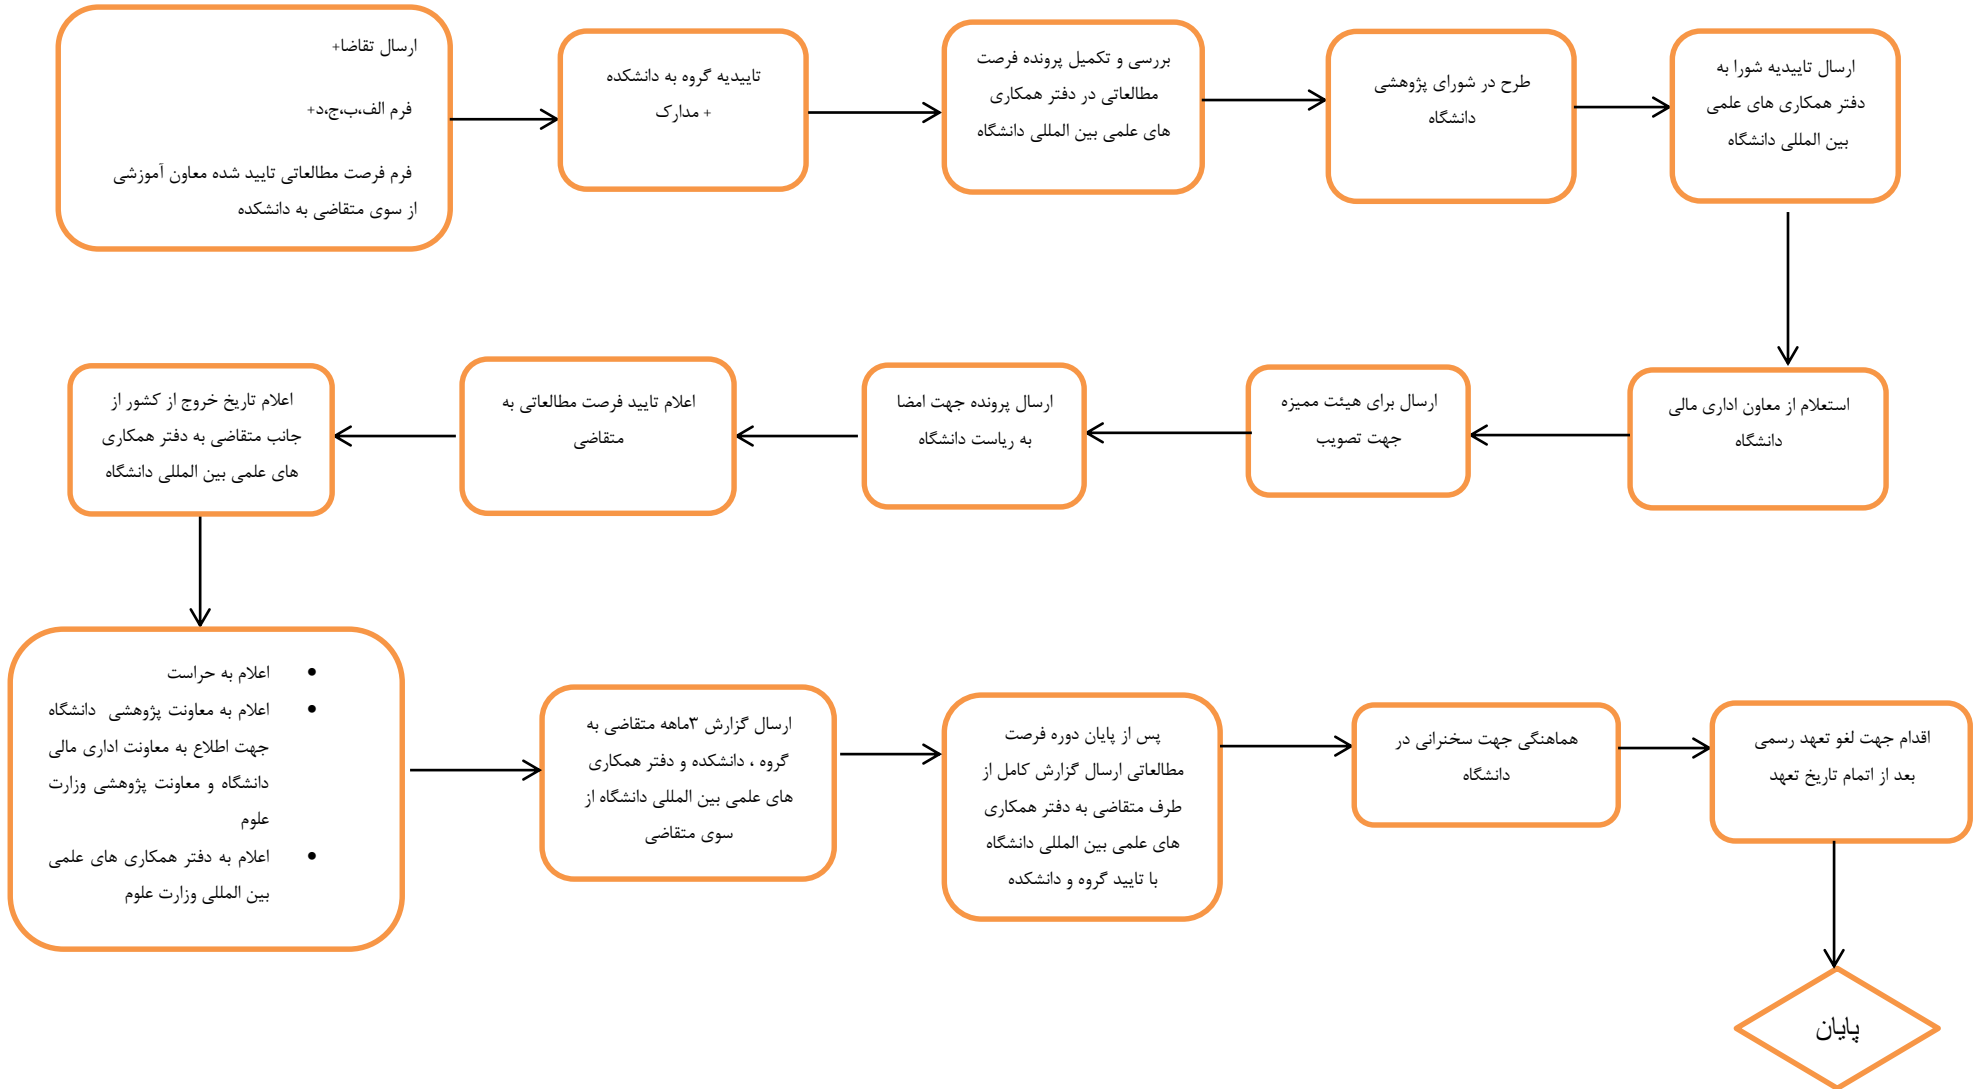 ارسال تقاضا+
فرم الف،ب،ج،د+
فرم فرصت مطالعاتی تایید شده معاون آموزشی
از سوی متقاضی به دانشکده
تاییدیه گروه به دانشکده
+ مدارک
بررسی و تکمیل پرونده فرصت
مطالعاتی در دفتر همکاری
های علمی بین المللی دانشگاه
طرح در شورای پژوهشی
دانشگاه
ارسال تاییدیه شورا به
دفتر همکاری های علمی
بین المللی دانشگاه
استعلام از معاون اداری مالی
دانشگاه
ارسال برای هیئت ممیزه
جهت تصویب
ارسال پرونده جهت امضا
به ریاست دانشگاه
اعلام تایید فرصت مطالعاتی به
متقاضی
اعلام تاریخ خروج از کشور از
جانب متقاضی به دفتر همکاری
های علمی بین المللی دانشگاه
• اعلام به حراست
• اعلام به معاونت پژوهشی دانشگاه
جهت اطلاع به معاونت اداری مالی
دانشگاه و معاونت پژوهشی وزارت
علوم
• اعلام به دفتر همکاری های علمی
بین المللی وزارت علوم
ارسال گزارش ۳ماهه متقاضی به
گروه ، دانشکده و دفتر همکاری
های علمی بین المللی دانشگاه از
سوی متقاضی
پس از پایان دوره فرصت
مطالعاتی ارسال گزارش کامل از
طرف متقاضی به دفتر همکاری
های علمی بین المللی دانشگاه
با تایید گروه و دانشکده
هماهنگی جهت سخنرانی در
دانشگاه
اقدام جهت لغو تعهد رسمی
بعد از اتمام تاریخ تعهد
پایان